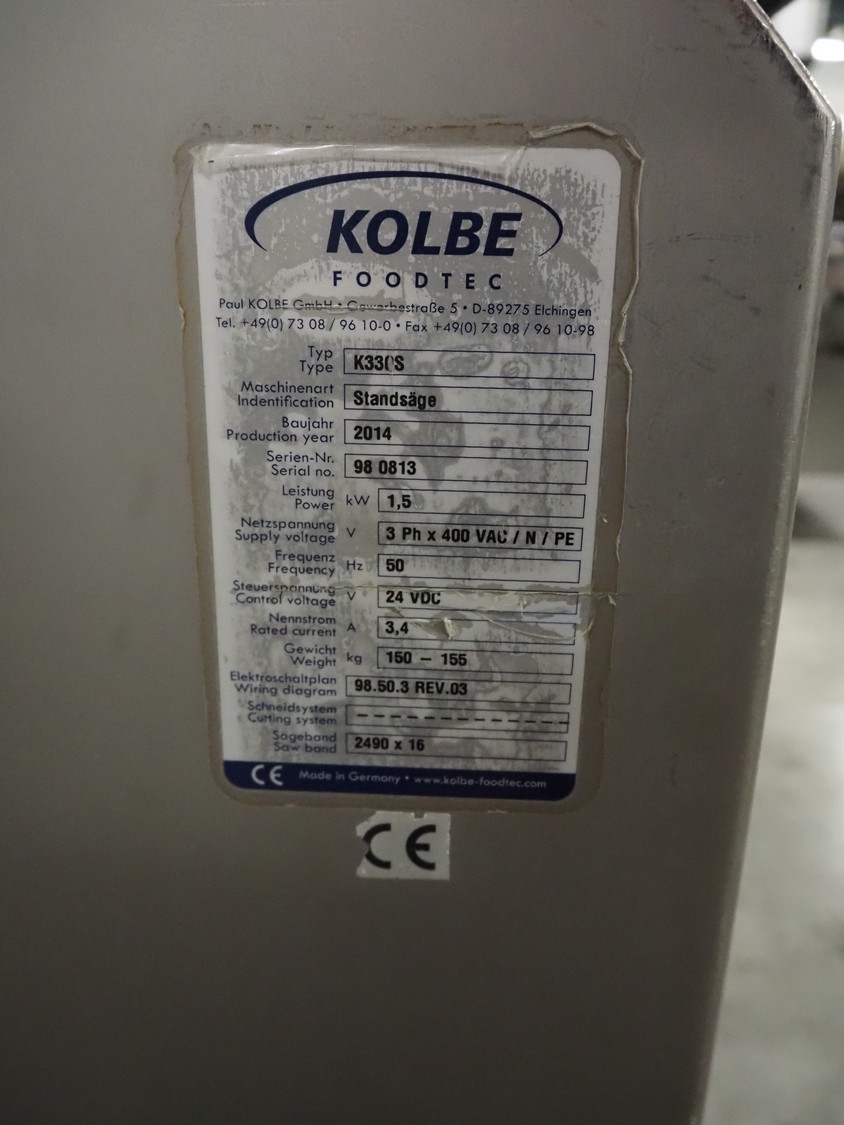 KOLBE
FOODTEC
Paul KOLBE GmbH • Gewerbestraße 5 • D-89275 Elchingen
Tel. +49(0) 73 08 / 96 10-0 • Fax +49(0) 73 08 / 96 10-98
Typ
Type K330S
Maschinenart
Indentification Standsäge
Baujahr
Production year 2014
Serien-Nr.
Serial no. 98 0813
Leistung
Power kW 1,5
Netzspannung
Supply voltage V 3 Ph x 400 VAC / N / PE
Frequenz
Frequency Hz 50
Steuerspannung
Control voltage V 24 VDC
Nennstrom
Rated current A 3,4
Gewicht
Weight kg 150 – 155
Elektroschaltplan
Wiring diagram 98.50.3 REV.03
Schneidsystem
Cutting system --------------
Sägeband
Saw band 2490 x 16
CE Made in Germany • www.kolbe-foodtec.com
CE